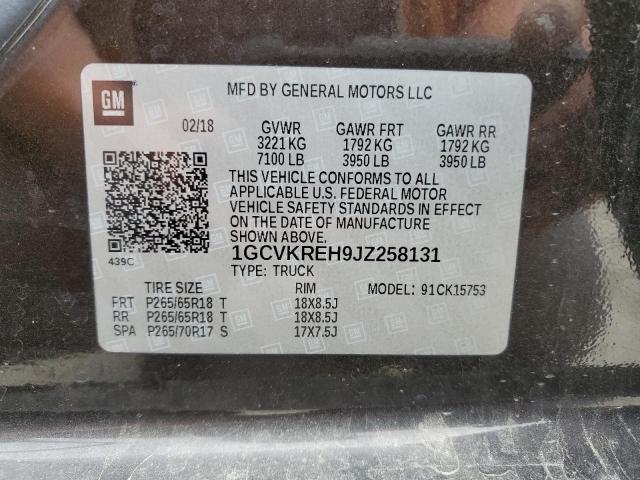 GM
MFD BY GENERAL MOTORS LLC
02/18 GVWR GAWR FRT GAWR RR
3221 KG 1792 KG 1792 KG
7100 LB 3950 LB 3950 LB
THIS VEHICLE CONFORMS TO ALL
APPLICABLE U.S. FEDERAL MOTOR
VEHICLE SAFETY STANDARDS IN EFFECT
ON THE DATE OF MANUFACTURE
SHOWN ABOVE.
439C
1GCVKREH9JZ258131
TYPE: TRUCK
TIRE SIZE RIM MODEL: 91CK15753
FRT P265/65R18 T 18X8.5J
RR P265/65R18 T 18X8.5J
SPA P265/70R17 S 17X7.5J